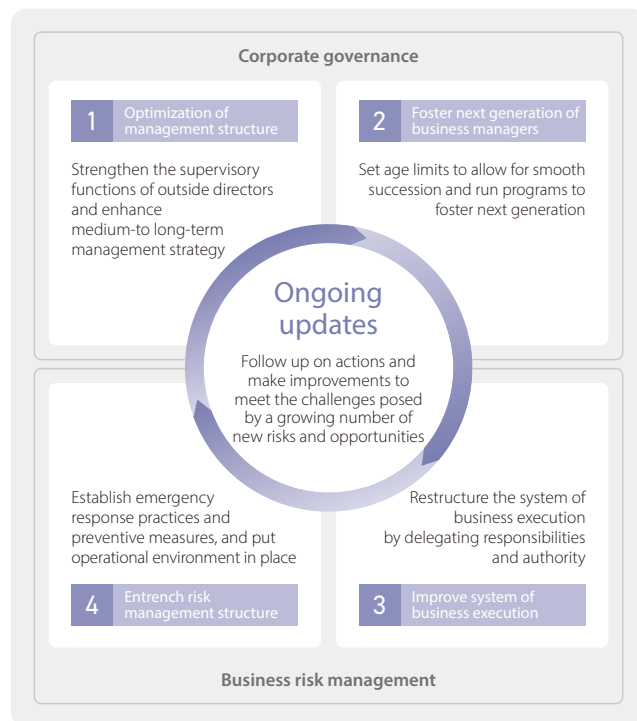 Corporate governance
1
Optimization of
management structure
Strengthen the supervisory
functions of outside directors
and enhance
medium-to long-term
management strategy
2
Foster next generation of
business managers
Set age limits to allow for smooth
succession and run programs to
foster next generation
Ongoing
updates
Follow up on actions and
make improvements to
meet the challenges posed
by a growing number of
new risks and opportunities
Establish emergency
response practices and
preventive measures, and put
operational environment in place
4
Entrench risk
management structure
Restructure the system of
business execution
by delegating responsibilities
and authority
3
Improve system of
business execution
Business risk management